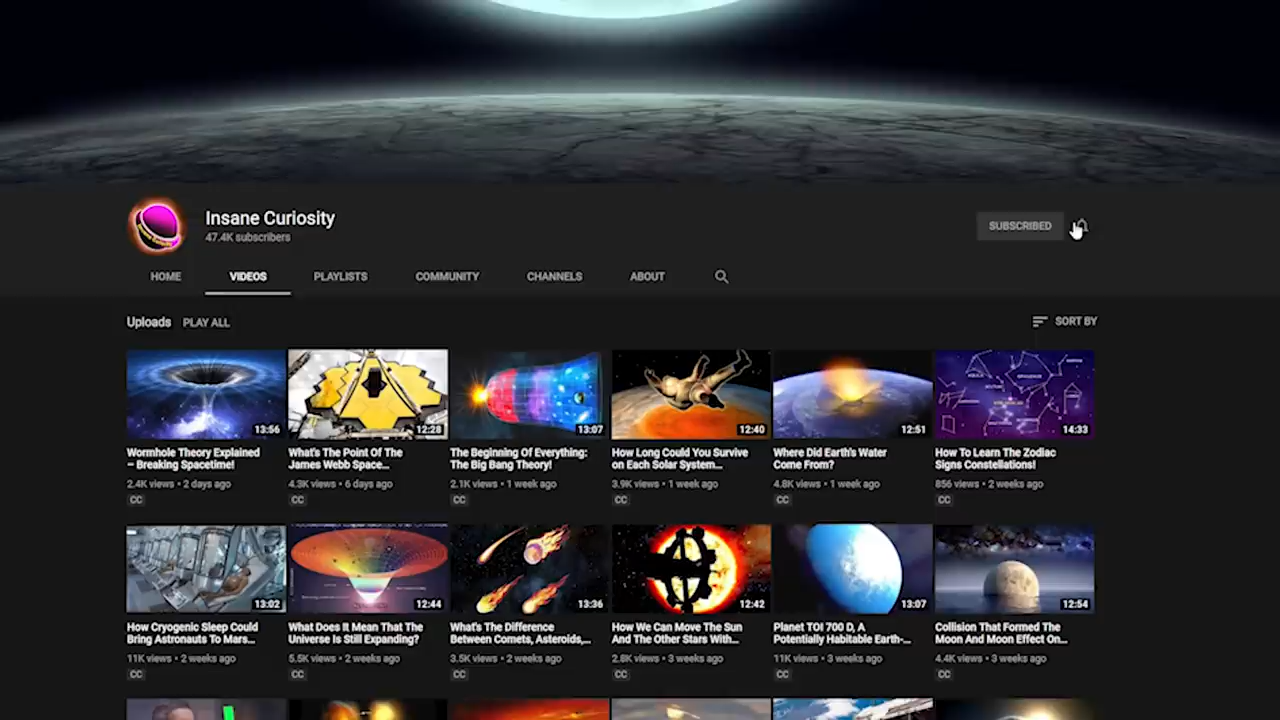 Insane Curiosity
47.4K subscribers
SUBSCRIBED
HOME VIDEOS PLAYLISTS COMMUNITY CHANNELS ABOUT
Uploads PLAY ALL SORT BY
13:56 12:28 13:07 12:40 12:51 14:33
Wormhole Theory Explained
– Breaking Spacetime!
2.4K views • 2 days ago
CC
What's The Point Of The
James Webb Space...
4.3K views • 6 days ago
CC
The Beginning Of Everything:
The Big Bang Theory!
2.1K views • 1 week ago
CC
How Long Could You Survive
on Each Solar System...
3.9K views • 1 week ago
CC
Where Did Earth's Water
Come From?
4.8K views • 1 week ago
CC
How To Learn The Zodiac
Signs Constellations!
856 views • 2 weeks ago
CC
13:02 12:44 13:36 12:42 13:07 12:54
How Cryogenic Sleep Could
Bring Astronauts To Mars...
11K views • 2 weeks ago
CC
What Does It Mean That The
Universe Is Still Expanding?
5.5K views • 2 weeks ago
CC
What's The Difference
Between Comets, Asteroids,...
3.5K views • 2 weeks ago
CC
How We Can Move The Sun
And The Other Stars With...
2.8K views • 3 weeks ago
CC
Planet TOI 700 D, A
Potentially Habitable Earth-...
11K views • 3 weeks ago
CC
Collision That Formed The
Moon And Moon Effect On...
4.4K views • 3 weeks ago
CC